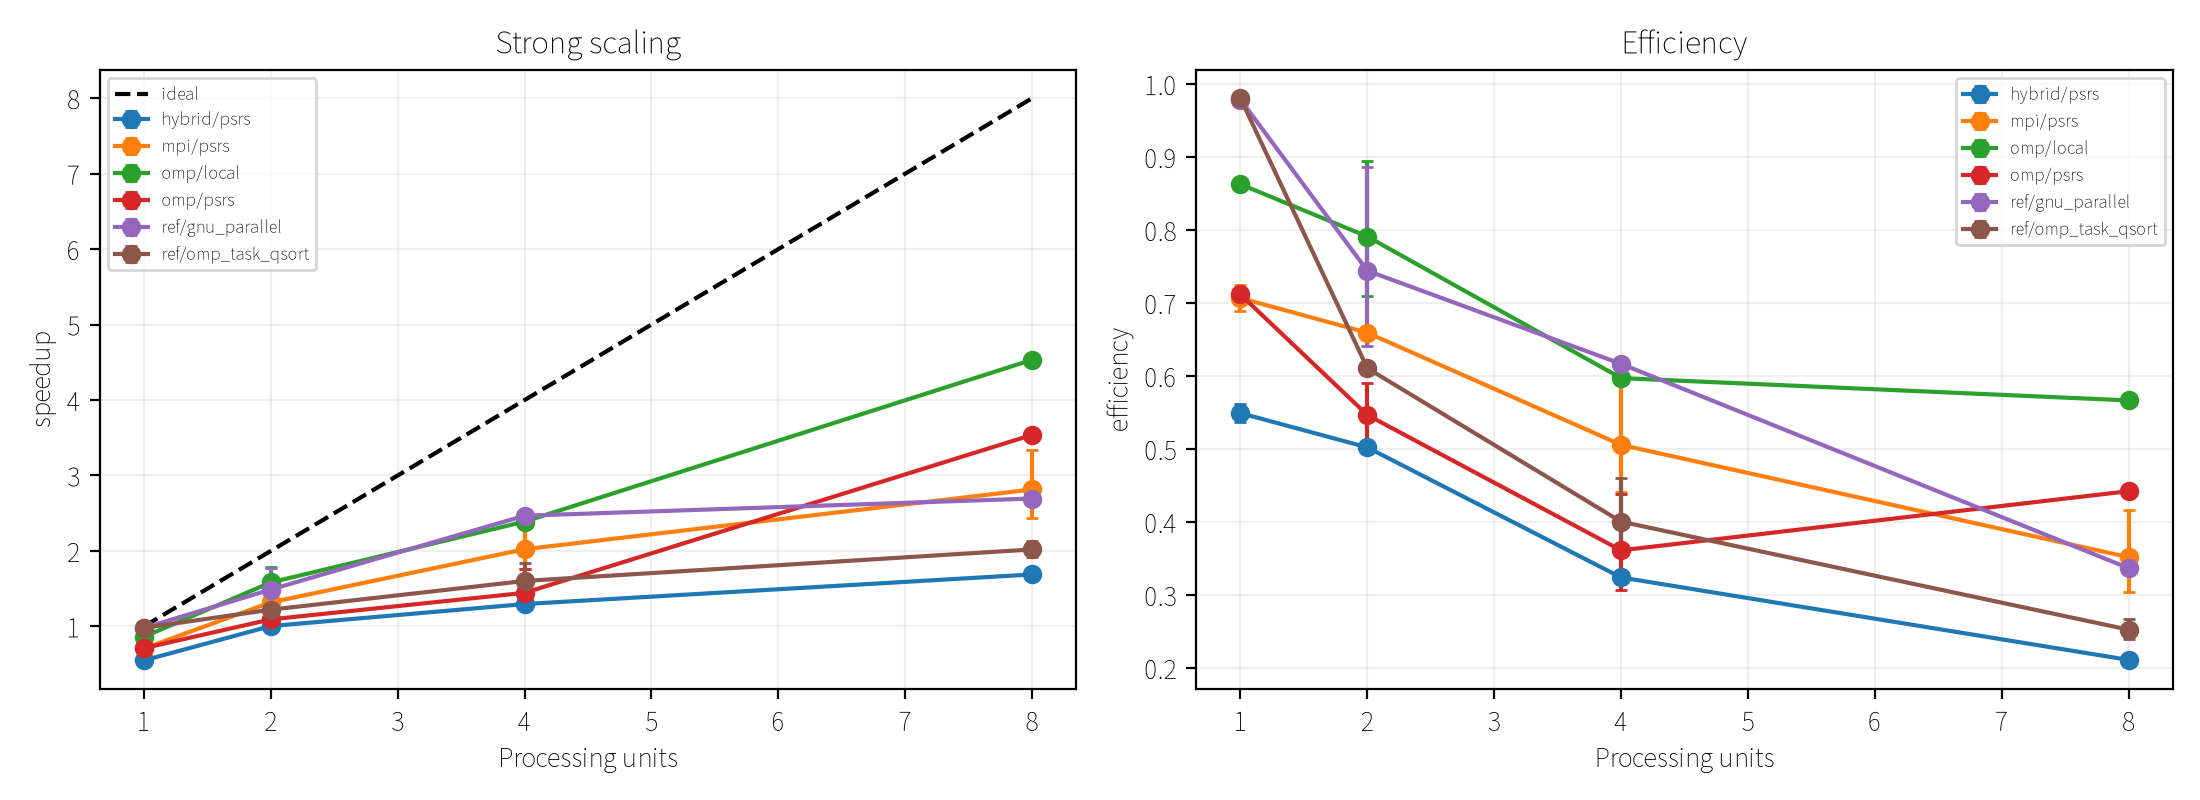 Strong scaling
ideal
hybrid/psrs
mpi/psrs
omp/local
omp/psrs
ref/gnu_parallel
ref/omp_task_qsort
8
7
6
5
4
3
2
1
speedup
1 2 3 4 5 6 7 8
Processing units
Efficiency
hybrid/psrs
mpi/psrs
omp/local
omp/psrs
ref/gnu_parallel
ref/omp_task_qsort
1.0
0.9
0.8
0.7
0.6
0.5
0.4
0.3
0.2
efficiency
1 2 3 4 5 6 7 8
Processing units